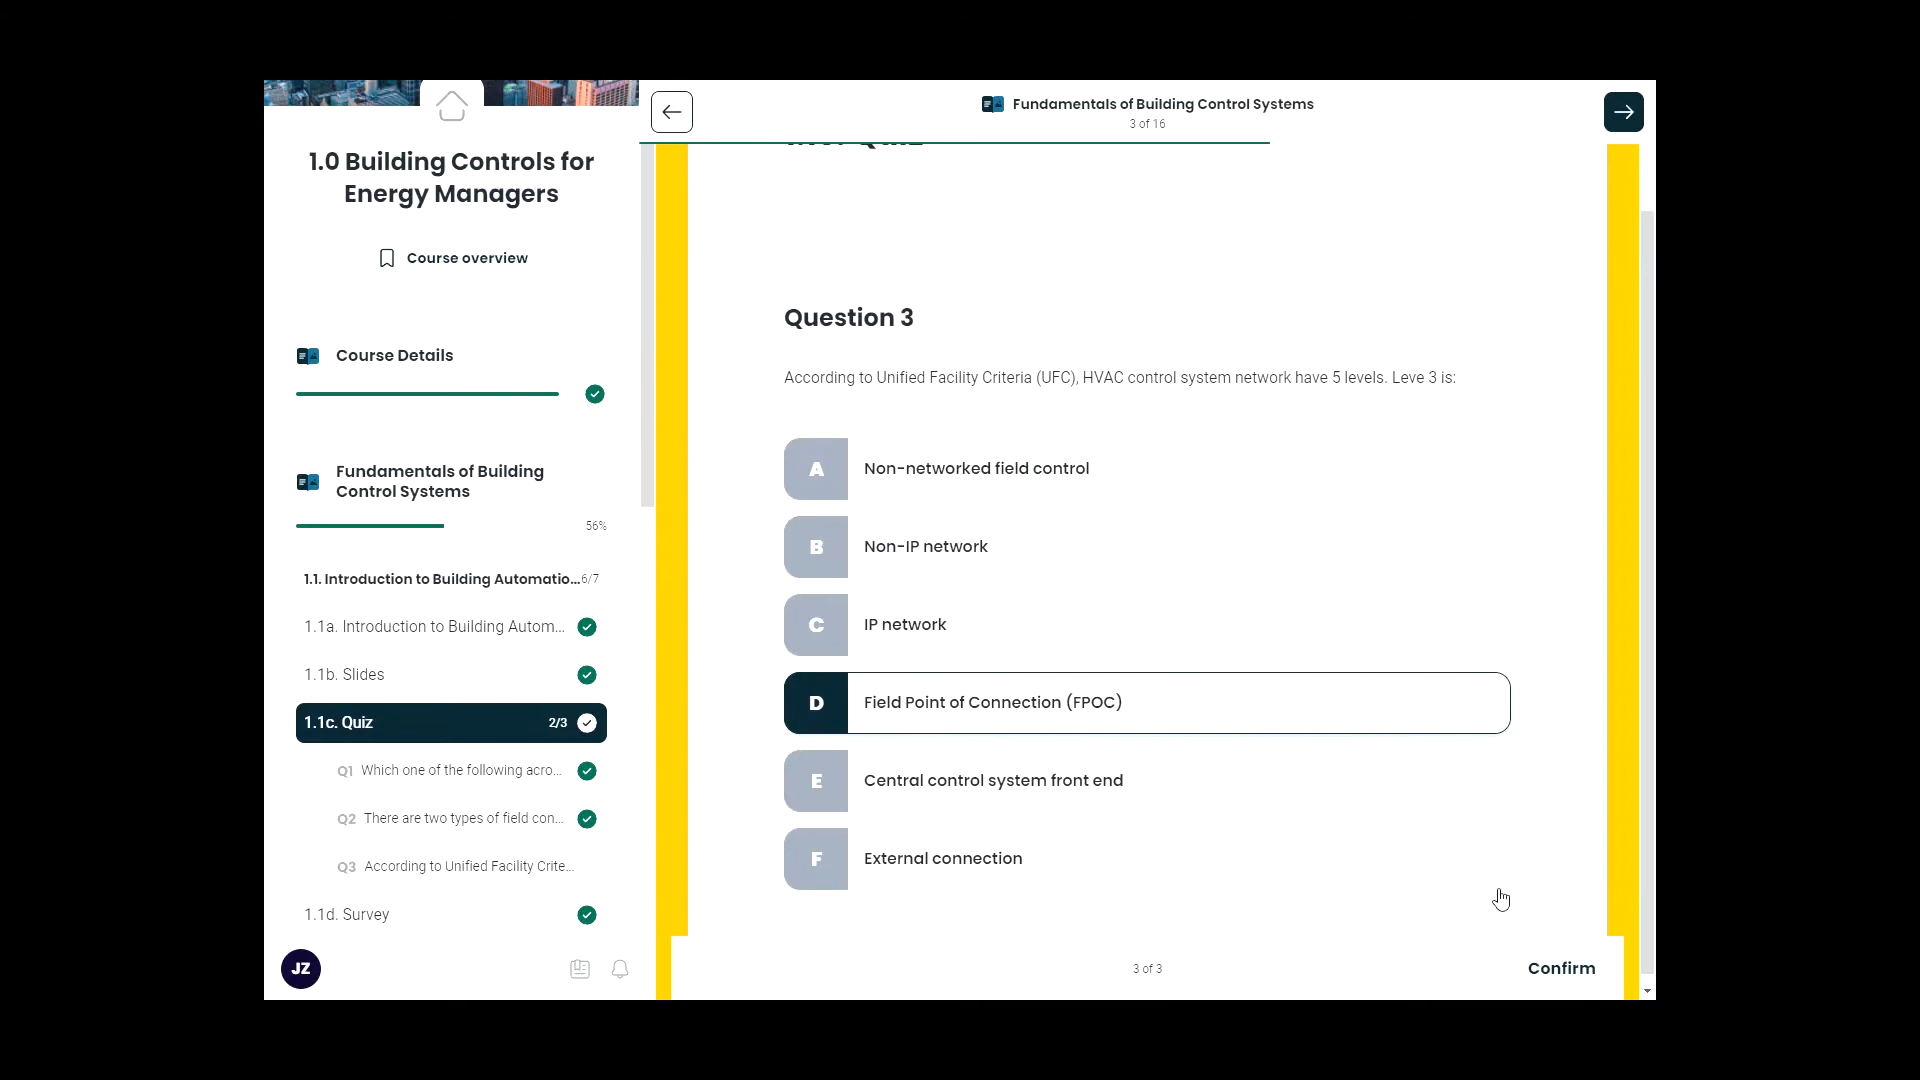 1.0 Building Controls for
Energy Managers
Course overview
Course Details
Fundamentals of Building
Control Systems
56%
1.1. Introduction to Building Automatio... 6/7
1.1a. Introduction to Building Autom...
1.1b. Slides
1.1c. Quiz 2/3
Q1 Which one of the following acro...
Q2 There are two types of field con...
Q3 According to Unified Facility Crite...
1.1d. Survey
JZ
Fundamentals of Building Control Systems
3 of 16
Question 3
According to Unified Facility Criteria (UFC), HVAC control system network have 5 levels. Leve 3 is:
A Non-networked field control
B Non-IP network
C IP network
D Field Point of Connection (FPOC)
E Central control system front end
F External connection
3 of 3
Confirm